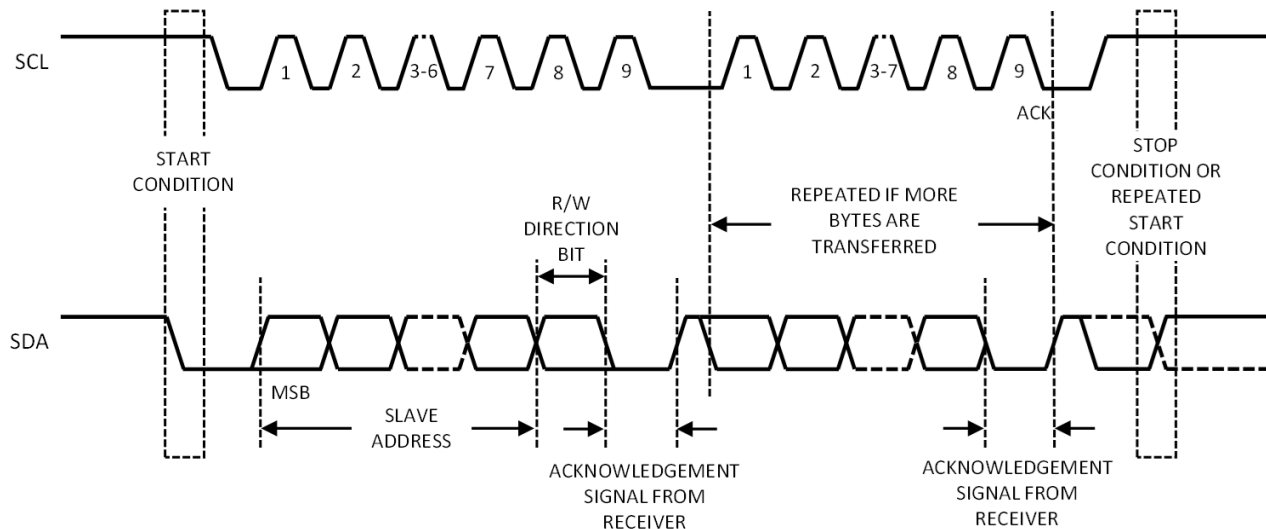 SCL
1
2
3-6
7
8
9
1
2
3-7
8
9
ACK
START
CONDITION
STOP
CONDITION OR
REPEATED
START
CONDITION
R/W
DIRECTION
BIT
REPEATED IF MORE
BYTES ARE
TRANSFERRED
SDA
MSB
SLAVE
ADDRESS
ACKNOWLEDGEMENT
SIGNAL FROM
RECEIVER
ACKNOWLEDGEMENT
SIGNAL FROM
RECEIVER